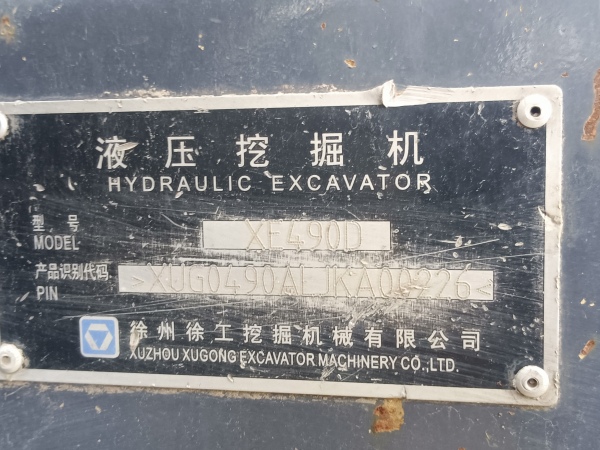 液压挖掘机
HYDRAULIC EXCAVATOR
型号 XE490D
MODEL
产品识别代码
PIN
徐州徐工挖掘机械有限公司
XUZHOU XUGONG EXCAVATOR MACHINERY CO., LTD.